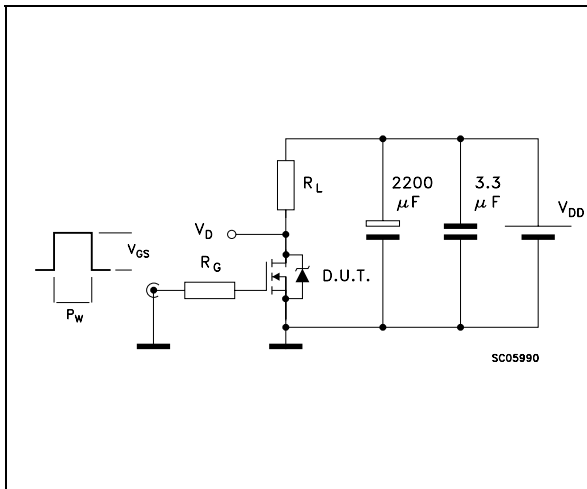 R_L
2200
μF
3.3
μF
V_DD
V_D
V_GS
R_G
D.U.T.
P_W
SC05990